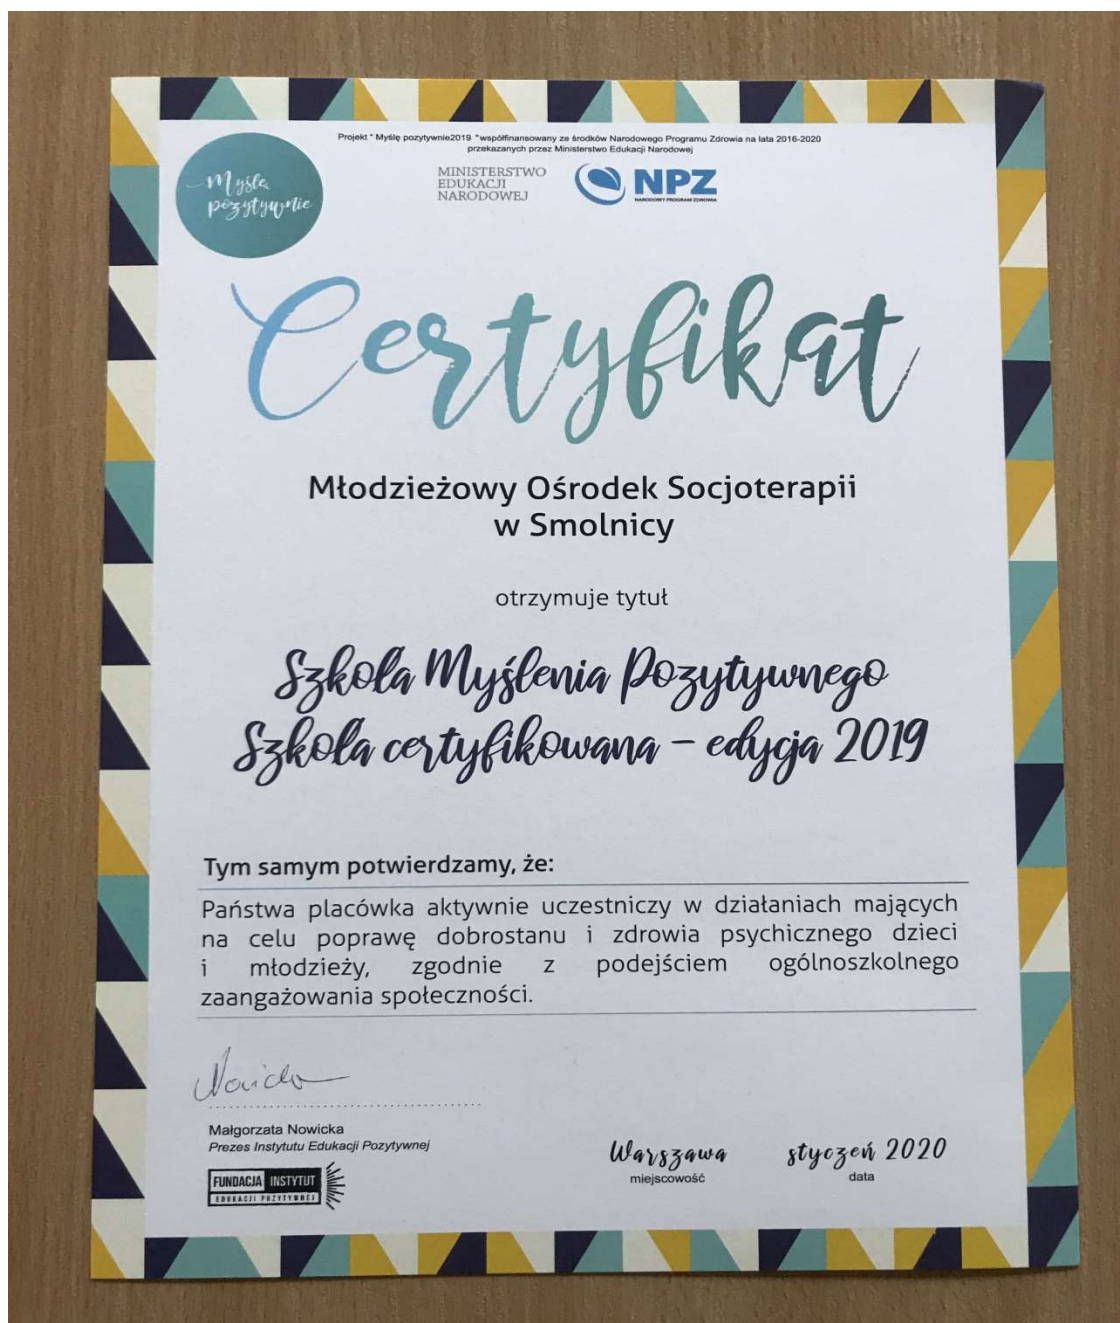 Projekt " Myślę pozytywnie2019 "współfinansowany ze środków Narodowego Programu Zdrowia na lata 2016-2020
przekazanych przez Ministerstwo Edukacji Narodowej
Myślę
pozytywnie
MINISTERSTWO
EDUKACJI
NARODOWEJ
NPZ
NARODOWY PROGRAM ZDROWIA
Certyfikat
Młodzieżowy Ośrodek Socjoterapii
w Smolnicy
otrzymuje tytuł
Szkoła Myślenia Pozytywnego
Szkoła certyfikowana – edycja 2019
Tym samym potwierdzamy, że:
Państwa placówka aktywnie uczestniczy w działaniach mających
na celu poprawę dobrostanu i zdrowia psychicznego dzieci
i młodzieży, zgodnie z podejściem ogólnoszkolnego
zaangażowania społeczności.
Małgorzata Nowicka
Prezes Instytutu Edukacji Pozytywnej
FUNDACJA INSTYTUT
EDUKACJI POZYTYWNEJ
Warszawa styczeń 2020
miejscowość data